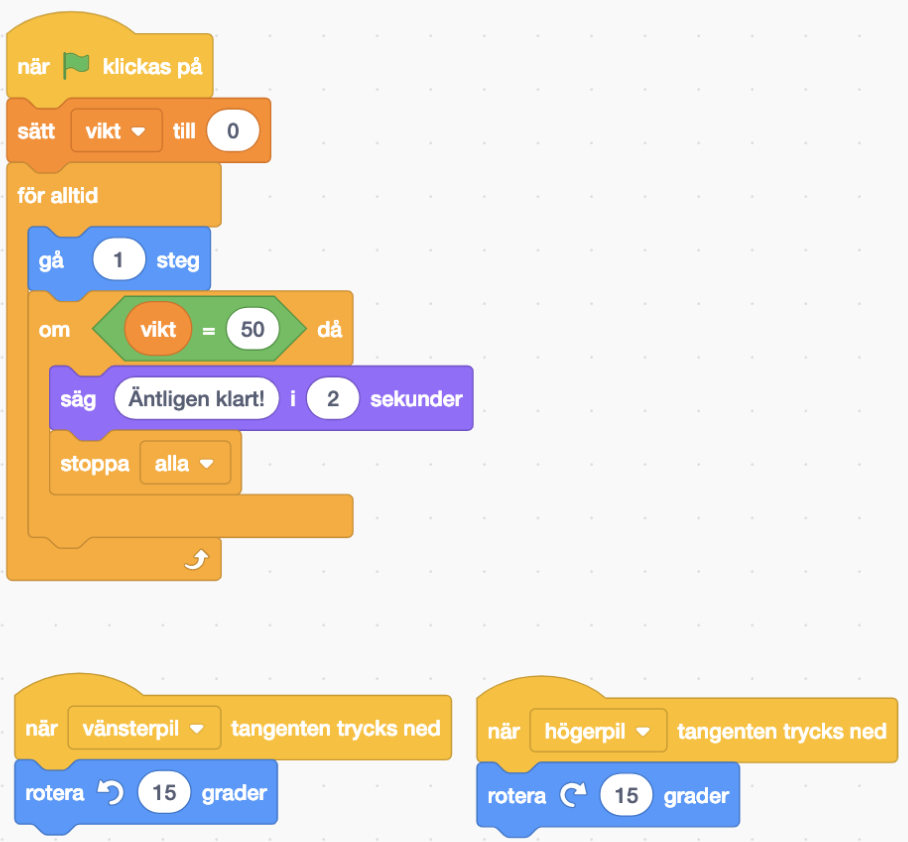 när klickas på
sätt vikt till 0
för alltid
gå 1 steg
om vikt = 50 då
säg Äntligen klart! i 2 sekunder
stoppa alla
när vänsterpil tangenten trycks ned
rotera 15 grader
när högerpil tangenten trycks ned
rotera 15 grader